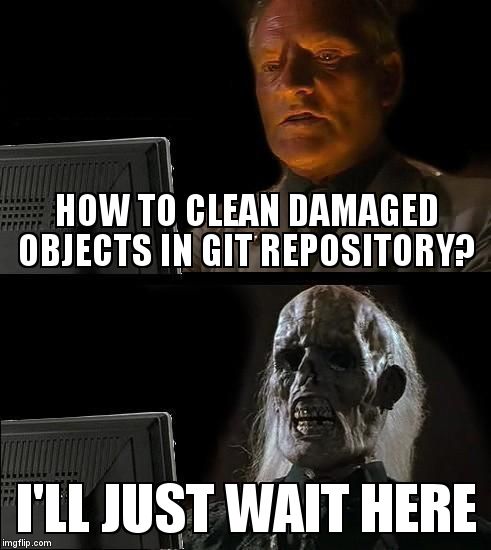 HOW TO CLEAN DAMAGED
OBJECTS IN GIT REPOSITORY?
I'LL JUST WAIT HERE
imgflip.com